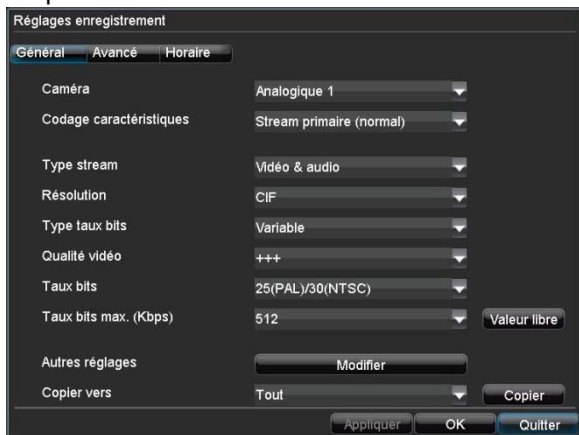 Réglages enregistrement
Général Avancé Horaire
Caméra Analogique 1
Codage caractéristiques Stream primaire (normal)
Type stream Vidéo & audio
Résolution CIF
Type taux bits Variable
Qualité vidéo +++
Taux bits 25(PAL)/30(NTSC)
Taux bits max. (Kbps) 512 Valeur libre
Autres réglages Modifier
Copier vers Tout Copier
Appliquer OK Quitter